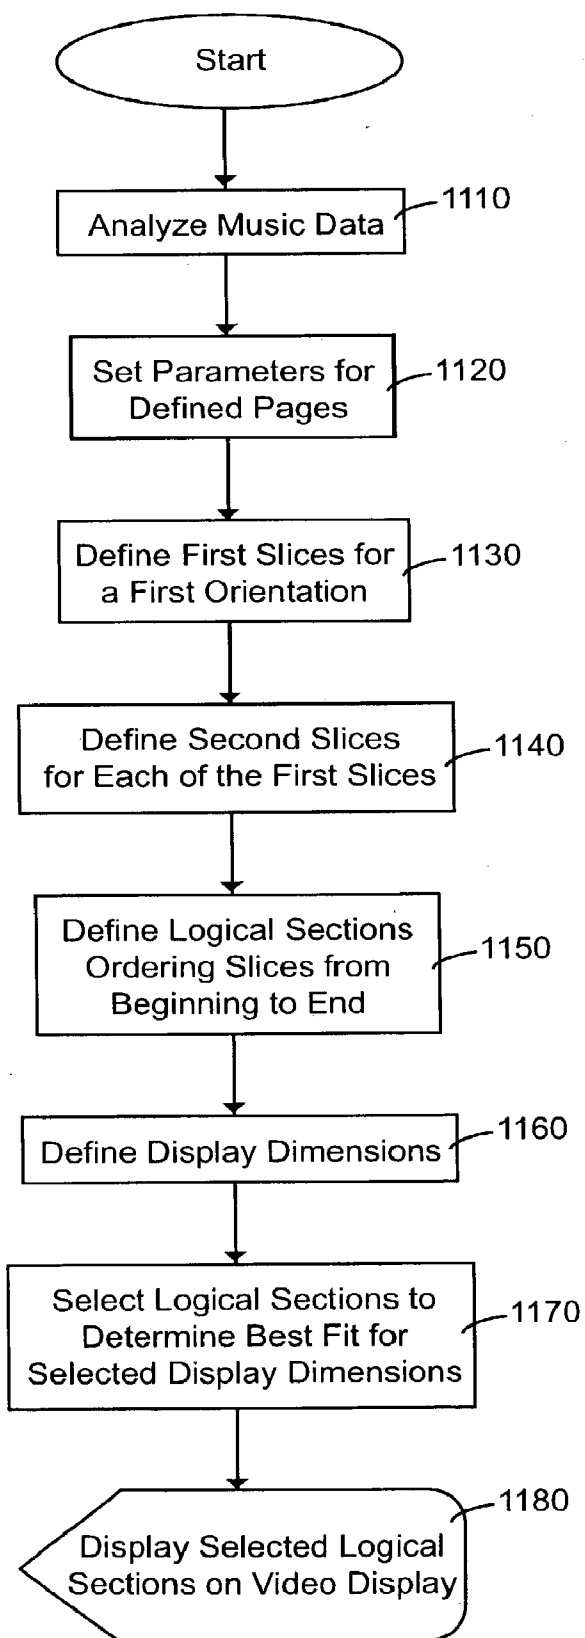 Start
1110
Analyze Music Data
Set Parameters for
Defined Pages
1120
Define First Slices for
a First Orientation
1130
Define Second Slices
for Each of the First Slices
1140
Define Logical Sections
Ordering Slices from
Beginning to End
1150
1160
Define Display Dimensions
Select Logical Sections to
Determine Best Fit for
Selected Display Dimensions
1170
1180
Display Selected Logical
Sections on Video Display